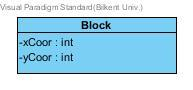 Visual Paradigm Standard(Bilkent Univ.)
Block
-xCoor : int
-yCoor : int